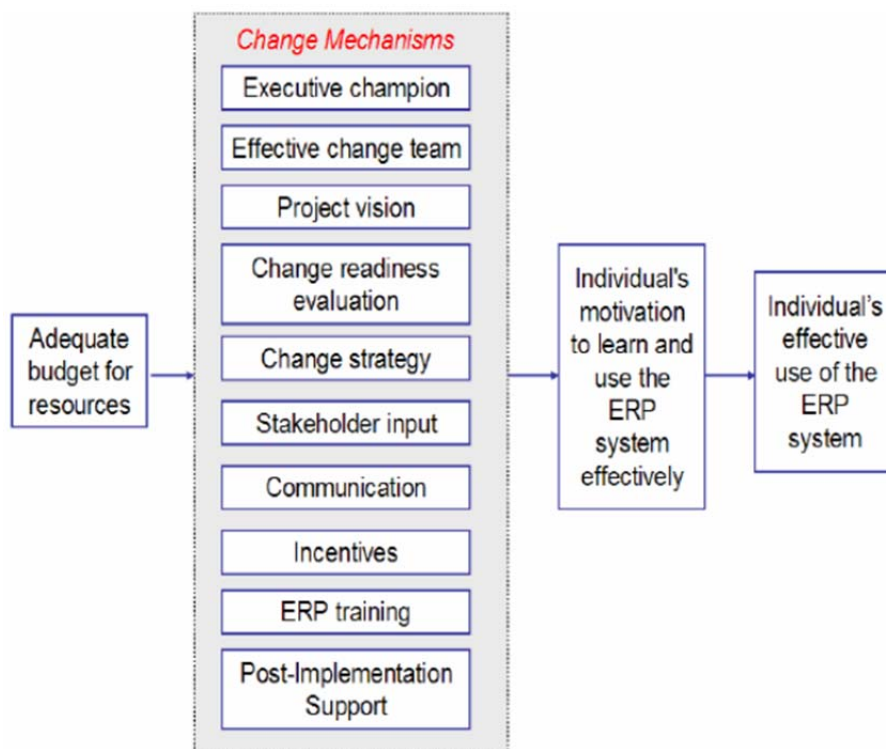 Change Mechanisms
Executive champion
Effective change team
Project vision
Change readiness
evaluation
Change strategy
Stakeholder input
Communication
Incentives
ERP training
Post-Implementation
Support
Adequate
budget for
resources
Individual's
motivation
to learn and
use the
ERP
system
effectively
Individual's
effective
use of the
ERP
system